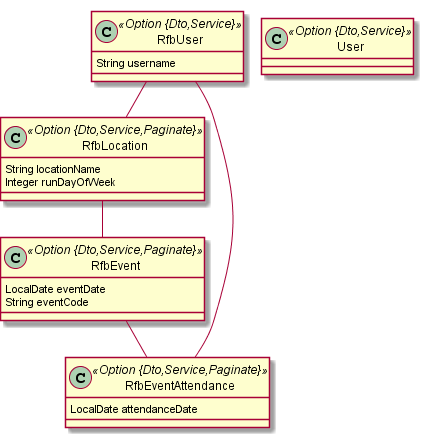 C «Option {Dto,Service}»
RfbUser
String username
C «Option {Dto,Service}»
User
C «Option {Dto,Service,Paginate}»
RfbLocation
String locationName
Integer runDayOfWeek
C «Option {Dto,Service,Paginate}»
RfbEvent
LocalDate eventDate
String eventCode
C «Option {Dto,Service,Paginate}»
RfbEventAttendance
LocalDate attendanceDate